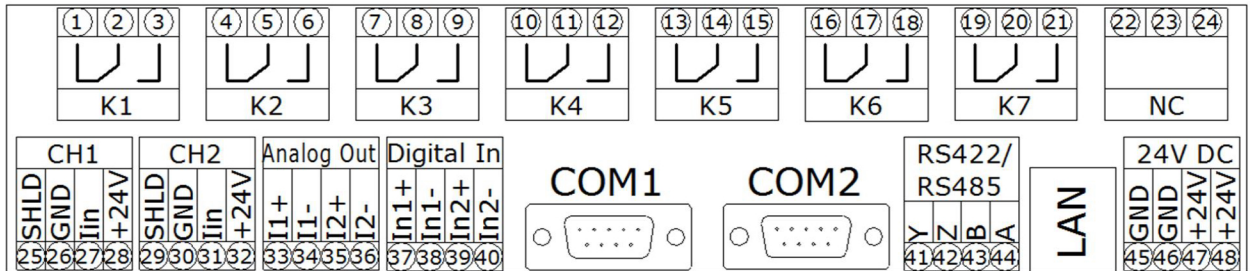 1 2 3 4 5 6 7 8 9 10 11 12 13 14 15 16 17 18 19 20 21 22 23 24
K1 K2 K3 K4 K5 K6 K7 NC
CH1 CH2 Analog Out Digital In
SHLD GND Iin +24V SHLD GND Iin +24V I1+ I1- I2+ I2- In1+ In1- In2+ In2-
25 26 27 28 29 30 31 32 33 34 35 36 37 38 39 40
COM1 COM2
RS422/
RS485
Y Z B A
41 42 43 44
LAN
24V DC
GND GND +24V +24V
45 46 47 48